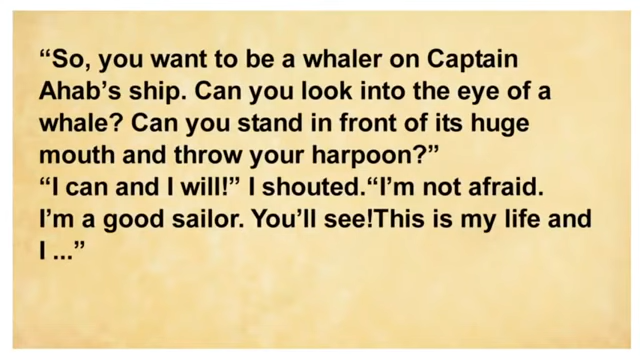 “So, you want to be a whaler on Captain
Ahab’s ship. Can you look into the eye of a
whale? Can you stand in front of its huge
mouth and throw your harpoon?”
“I can and I will!” I shouted.“I’m not afraid.
I’m a good sailor. You’ll see!This is my life and
I ...”